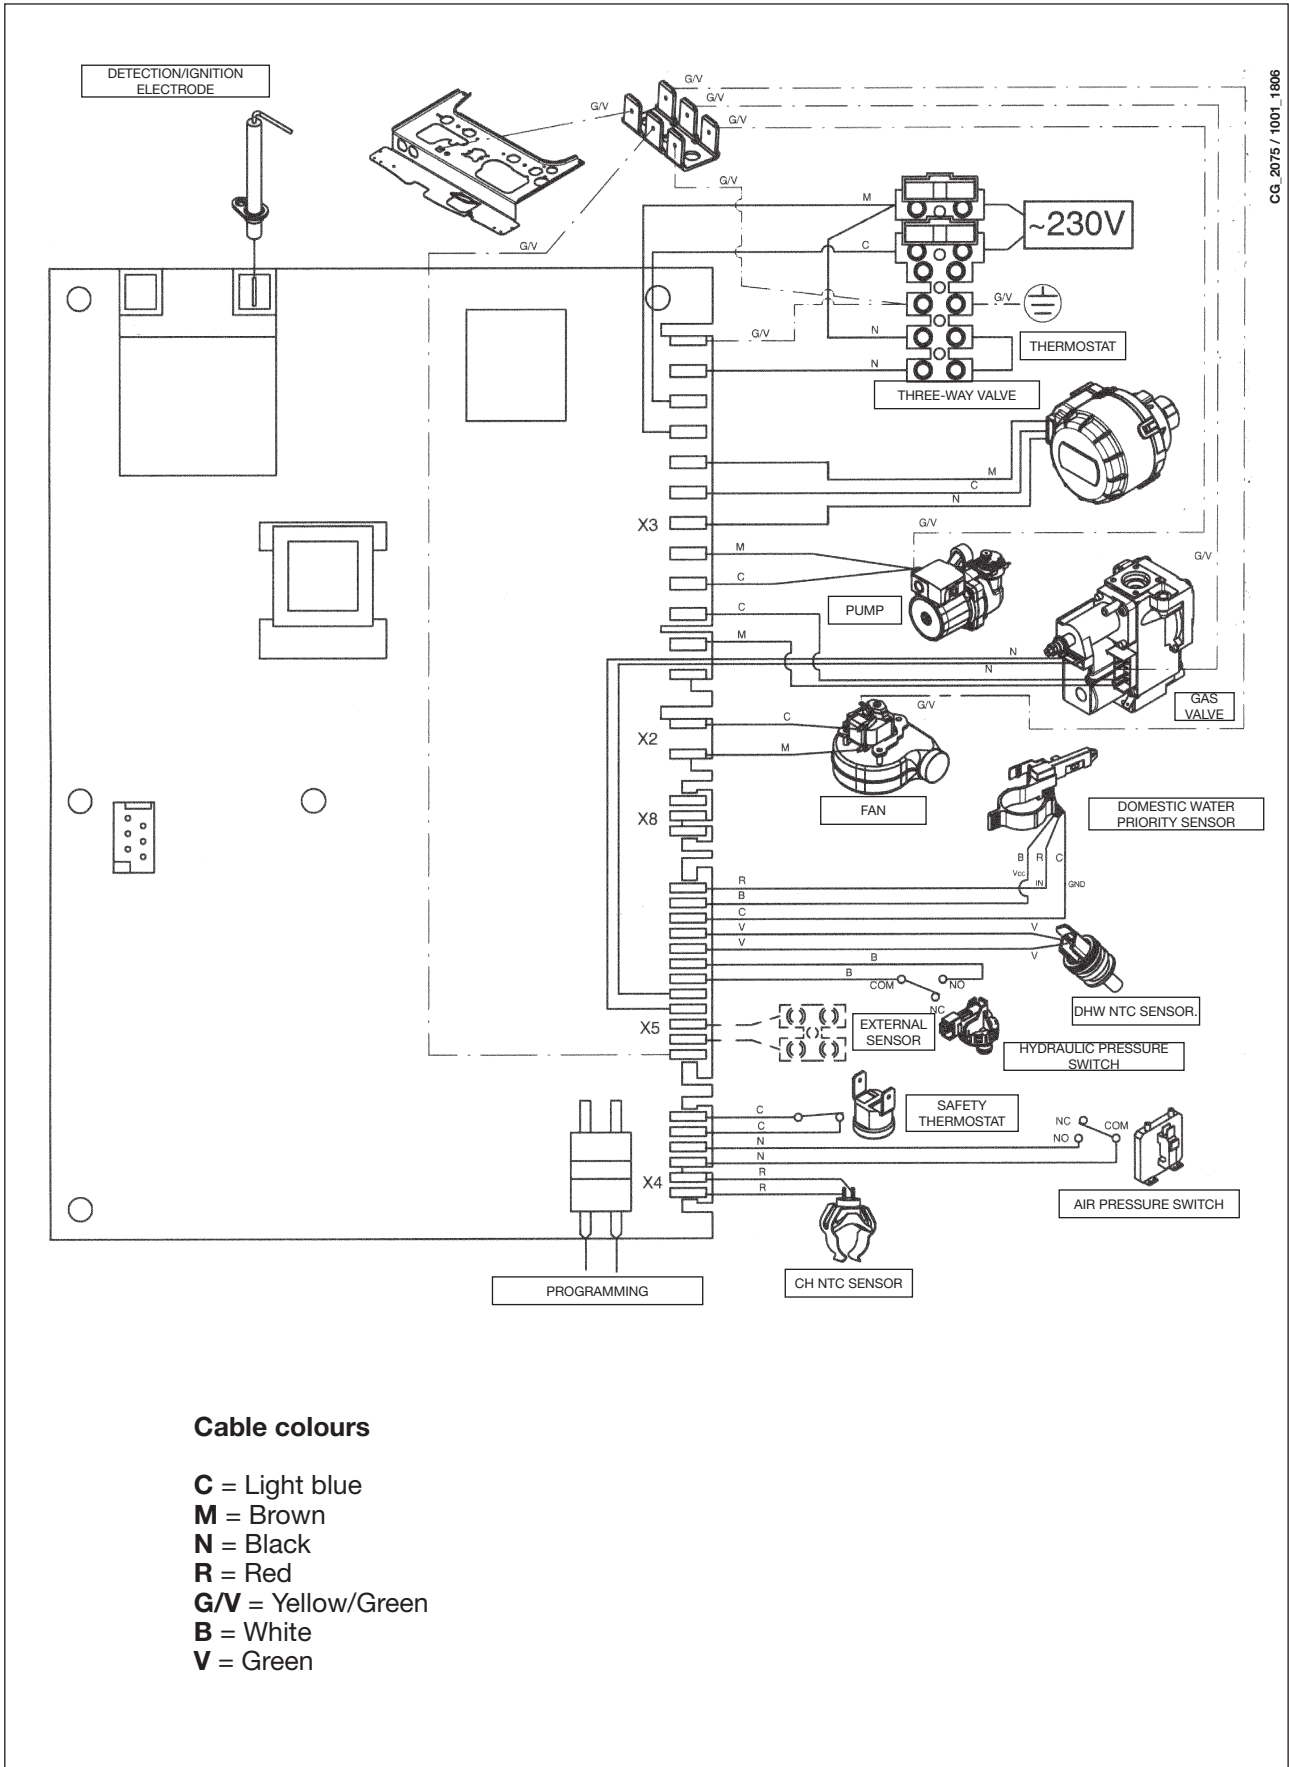 DETECTION/IGNITION
ELECTRODE
G/V
G/V
G/V
G/V
G/V
G/V
CG_2075 / 1001_1806
M
~230V
C
G/V
G/V
N
THERMOSTAT
N
THREE-WAY VALVE
M
C
N
X3
G/V
M
G/V
C
PUMP
C
M
N
N
GAS
VALVE
G/V
C
X2
M
FAN
X8
DOMESTIC WATER
PRIORITY SENSOR
B R C
Vcc
IN
GND
R
B
C
V
V
V
V
B
B
COM
NO
NC
DHW NTC SENSOR.
X5
EXTERNAL
SENSOR
HYDRAULIC PRESSURE
SWITCH
SAFETY
THERMOSTAT
C
C
NC
COM
NO
N
N
R
X4
R
AIR PRESSURE SWITCH
CH NTC SENSOR
PROGRAMMING
Cable colours
C = Light blue
M = Brown
N = Black
R = Red
G/V = Yellow/Green
B = White
V = Green